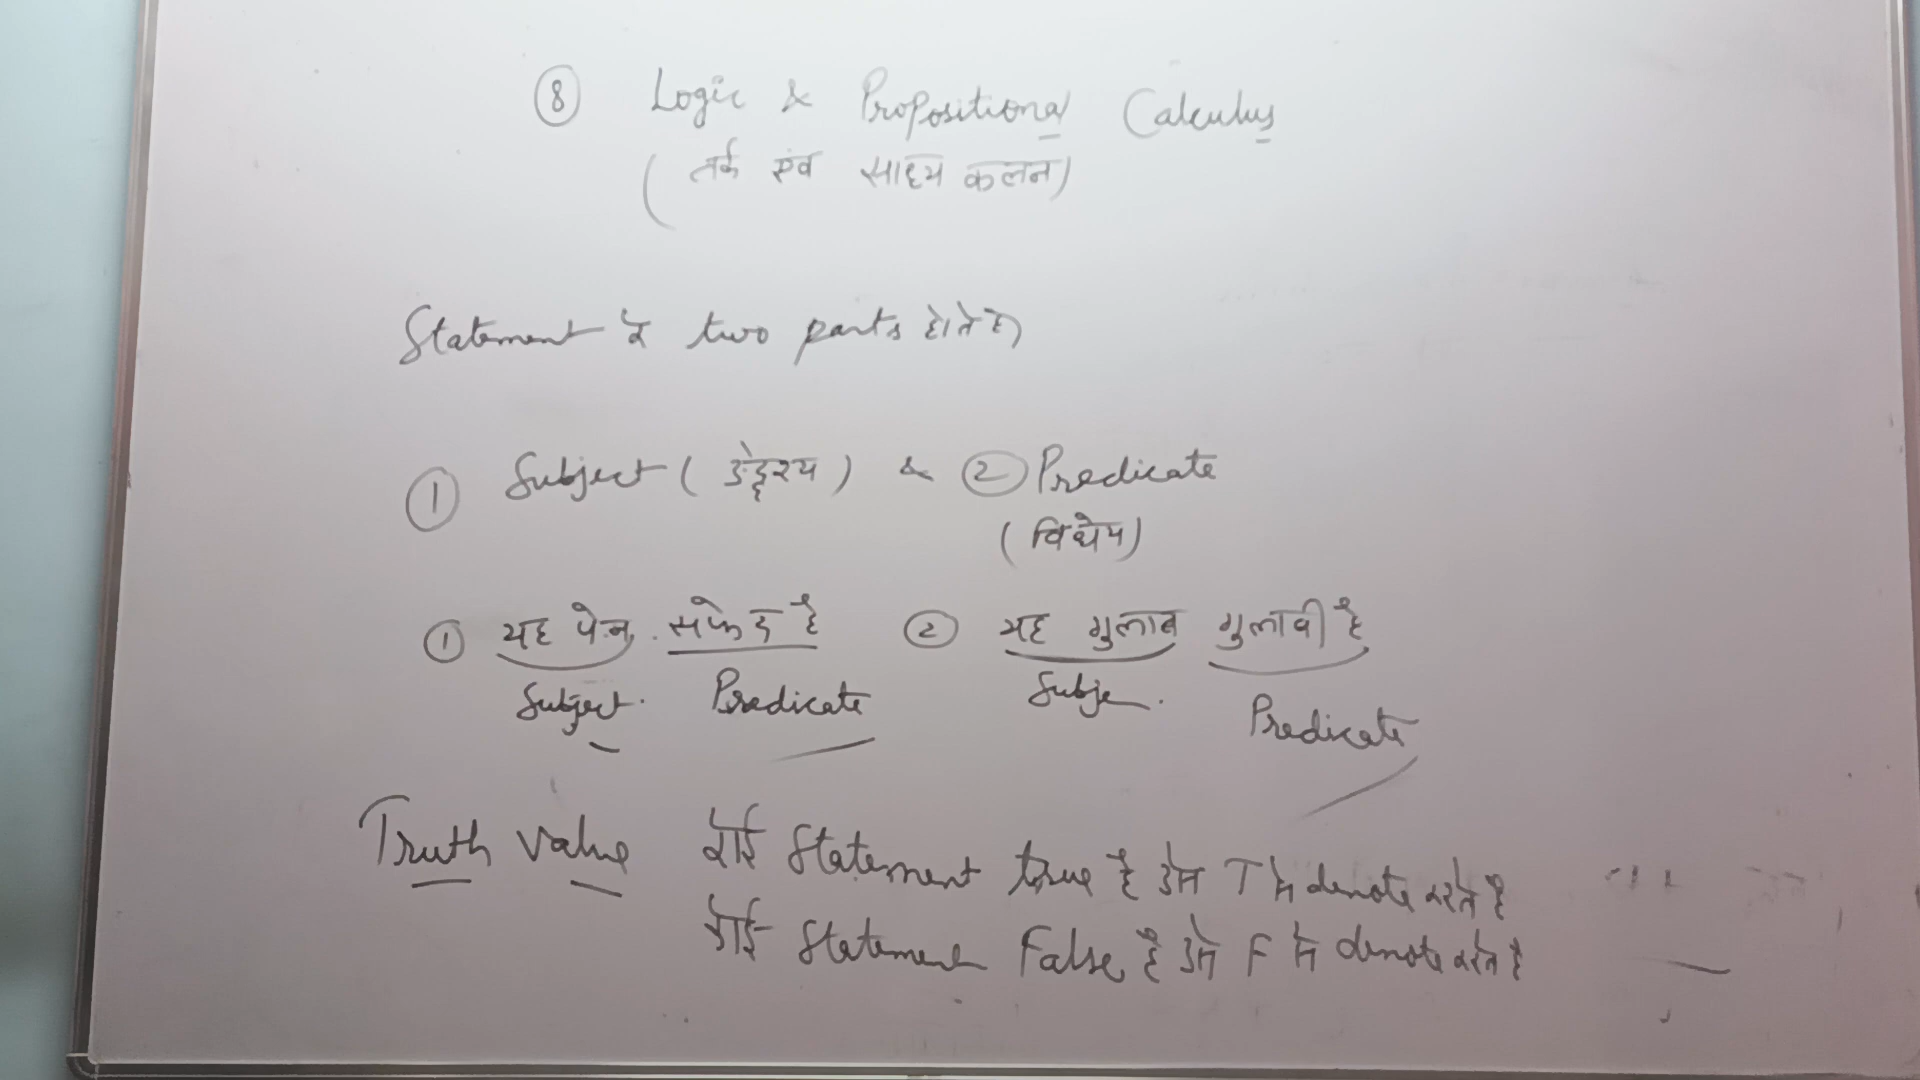 ⑧ Logic & Propositional Calculus
(तर्क एंव साध्य कलन)
Statement के two parts होते है
① Subject (उद्देश्य) & ② Predicate
(विधेय)
① यह पेन सफेद है ② यह गुलाब गुलाबी है
Subject. Predicate Subje.
Predicate
Truth value कोई Statement true है उसे T से denote करते है
कोई Statement False है उसे F से denote करते है